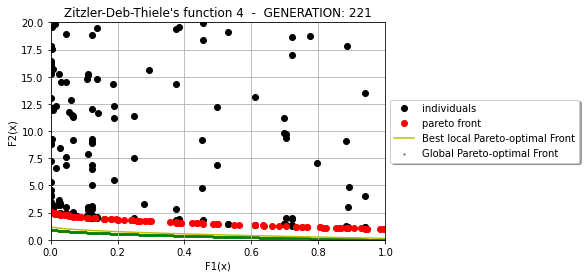 Zitzler-Deb-Thiele's function 4 - GENERATION: 221
20.0
17.5
15.0
12.5
10.0
7.5
5.0
2.5
0.0
F2(x)
0.0 0.2 0.4 0.6 0.8 1.0
F1(x)
individuals
pareto front
Best local Pareto-optimal Front
Global Pareto-optimal Front